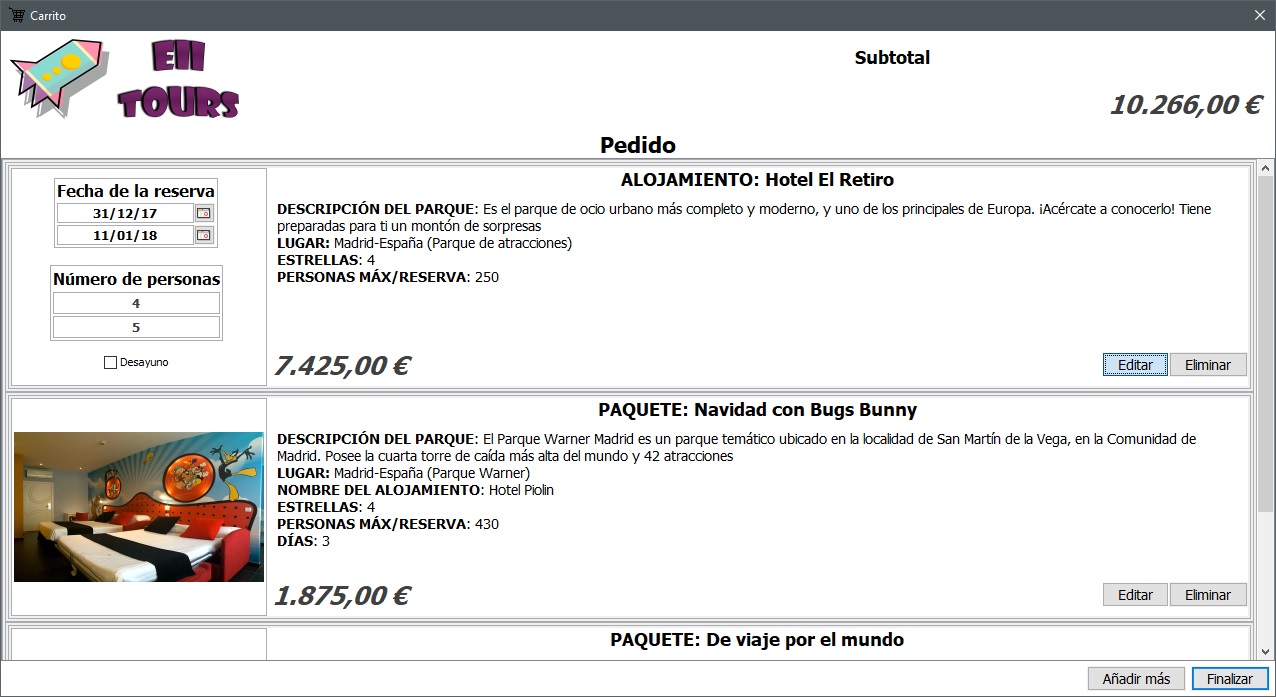 Carrito
EII
TOURS
Subtotal
10.266,00 €
Pedido
Fecha de la reserva
31/12/17
11/01/18
Número de personas
4
5
Desayuno
ALOJAMIENTO: Hotel El Retiro
DESCRIPCIÓN DEL PARQUE: Es el parque de ocio urbano más completo y moderno, y uno de los principales de Europa. ¡Acércate a conocerlo! Tiene
preparadas para ti un montón de sorpresas
LUGAR: Madrid-España (Parque de atracciones)
ESTRELLAS: 4
PERSONAS MÁX/RESERVA: 250
7.425,00 €
Editar
Eliminar
PAQUETE: Navidad con Bugs Bunny
DESCRIPCIÓN DEL PARQUE: El Parque Warner Madrid es un parque temático ubicado en la localidad de San Martín de la Vega, en la Comunidad de
Madrid. Posee la cuarta torre de caída más alta del mundo y 42 atracciones
LUGAR: Madrid-España (Parque Warner)
NOMBRE DEL ALOJAMIENTO: Hotel Piolin
ESTRELLAS: 4
PERSONAS MÁX/RESERVA: 430
DÍAS: 3
1.875,00 €
Editar
Eliminar
PAQUETE: De viaje por el mundo
Añadir más
Finalizar